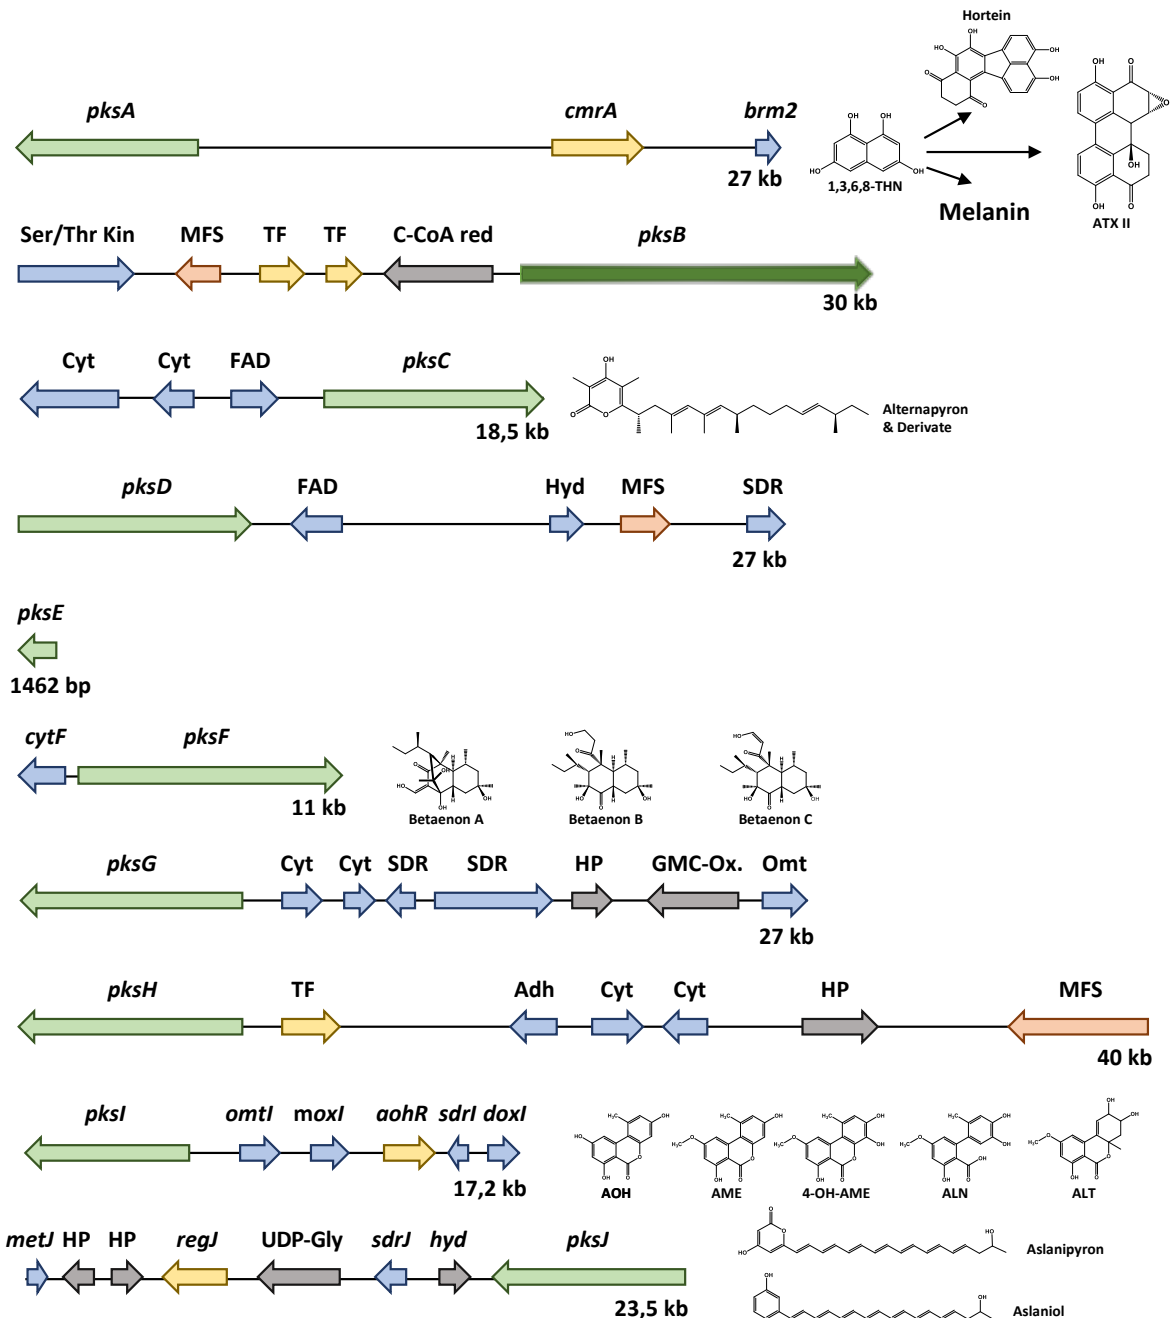 Hortein
pksA cmrA brm2
27 kb
1,3,6,8-THN
Melanin
ATX II
Ser/Thr Kin MFS TF TF C-CoA red pksB
30 kb
Cyt Cyt FAD pksC
18,5 kb
Alternapyron
& Derivate
pksD FAD Hyd MFS SDR
27 kb
pksE
1462 bp
cytF pksF
11 kb
Betaenon A Betaenon B Betaenon C
pksG Cyt Cyt SDR SDR HP GMC-Ox. Omt
27 kb
pksH TF Adh Cyt Cyt HP MFS
40 kb
pksI omtI moxI aohR sdrI doxI
17,2 kb
AOH AME 4-OH-AME ALN ALT
metJ HP HP regJ UDP-Gly sdrJ hyd pksJ
23,5 kb
Aslanipyron
Aslaniol